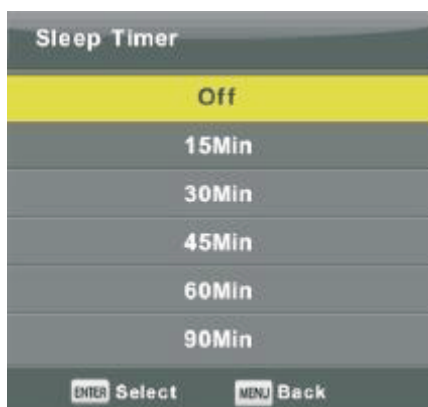 Sleep Timer
Off
15Min
30Min
45Min
60Min
90Min
ENTER Select MENU Back